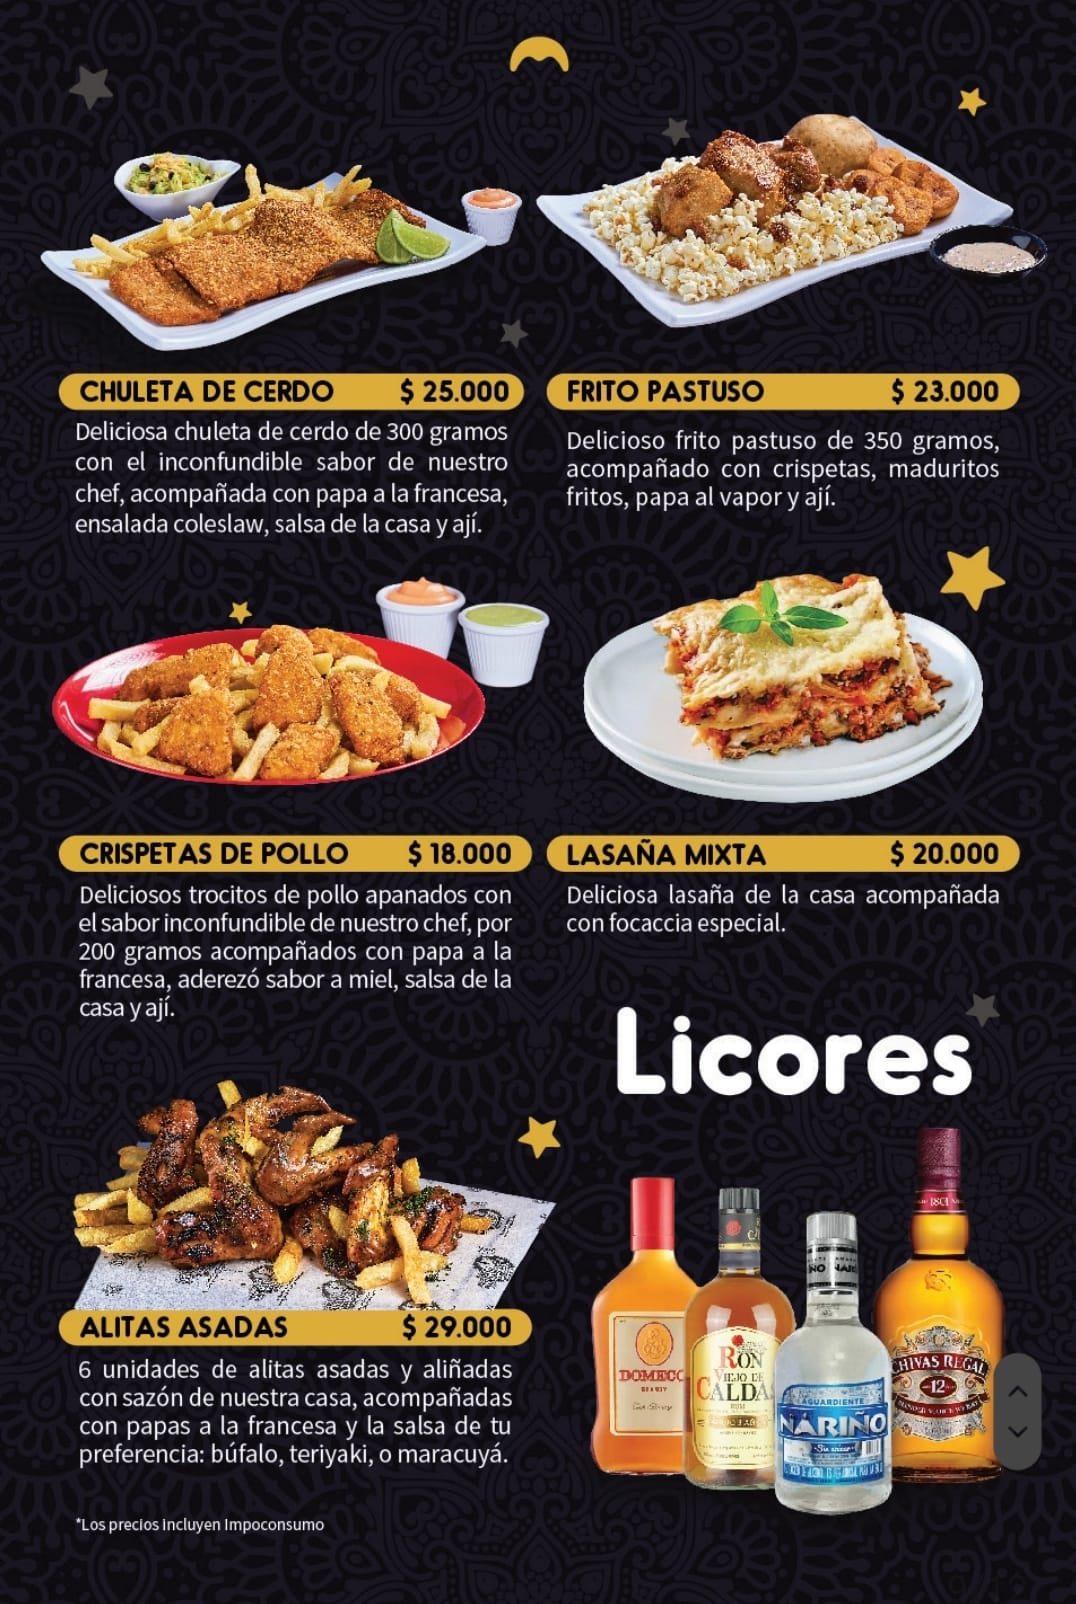 CHULETA DE CERDO $ 25.000
Deliciosa chuleta de cerdo de 300 gramos
con el inconfundible sabor de nuestro
chef, acompañada con papa a la francesa,
ensalada coleslaw, salsa de la casa y ají.
FRITO PASTUSO $ 23.000
Delicioso frito pastuso de 350 gramos,
acompañado con crispetas, maduritos
fritos, papa al vapor y ají.
CRISPETAS DE POLLO $ 18.000
Deliciosos trocitos de pollo apanados con
el sabor inconfundible de nuestro chef, por
200 gramos acompañados con papa a la
francesa, aderezó sabor a miel, salsa de la
casa y ají.
LASAÑA MIXTA $ 20.000
Deliciosa lasaña de la casa acompañada
con focaccia especial.
ALITAS ASADAS $ 29.000
6 unidades de alitas asadas y aliñadas
con sazón de nuestra casa, acompañadas
con papas a la francesa y la salsa de tu
preferencia: búfalo, teriyaki, o maracuyá.
*Los precios incluyen Impoconsumo
Licores
DOMECQ
BRANDY
RON
VIEJO DE
CALDAS
RUM
AGUARDIENTE
NARIÑO
Sin azúcar
1801
CHIVAS REGAL
12